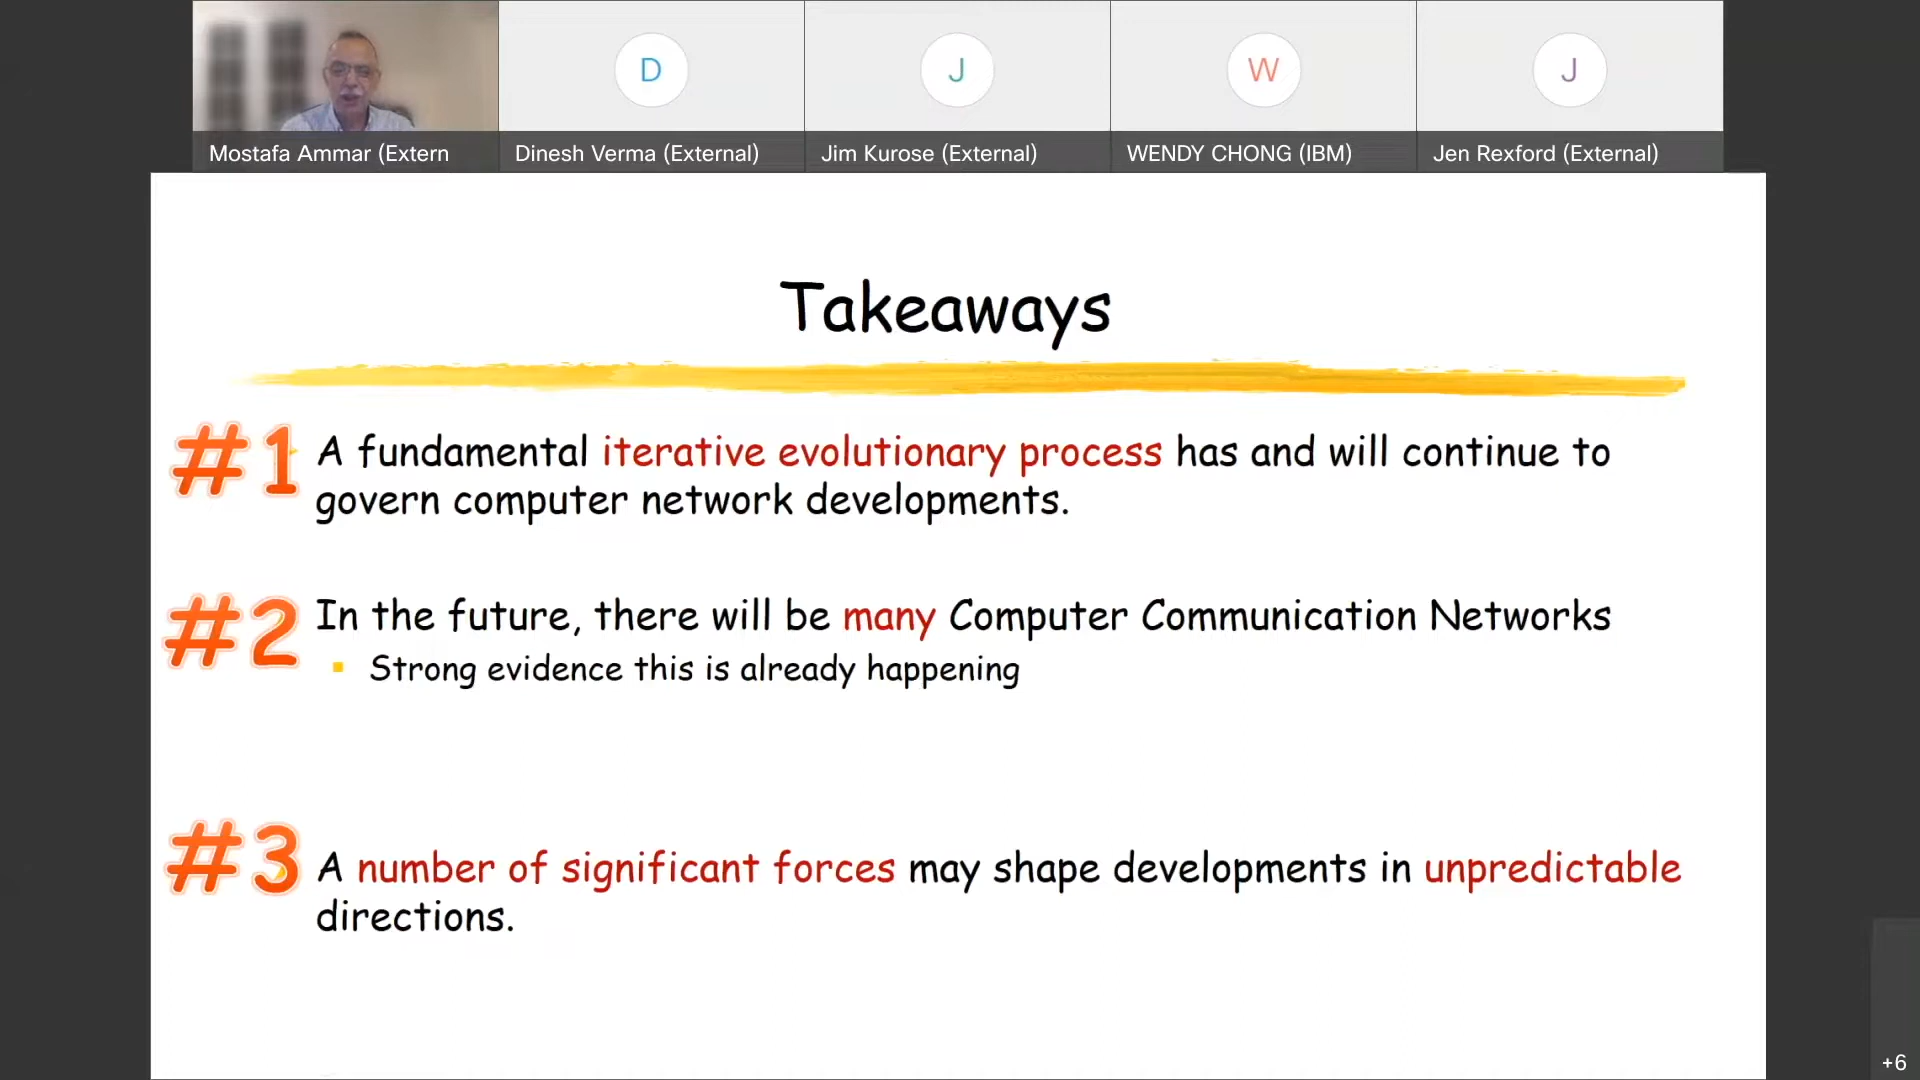 D
J
W
J
Mostafa Ammar (Extern
Dinesh Verma (External)
Jim Kurose (External)
WENDY CHONG (IBM)
Jen Rexford (External)
Takeaways
#1
A fundamental iterative evolutionary process has and will continue to
govern computer network developments.
#2
In the future, there will be many Computer Communication Networks
Strong evidence this is already happening
#3
A number of significant forces may shape developments in unpredictable
directions.
+6